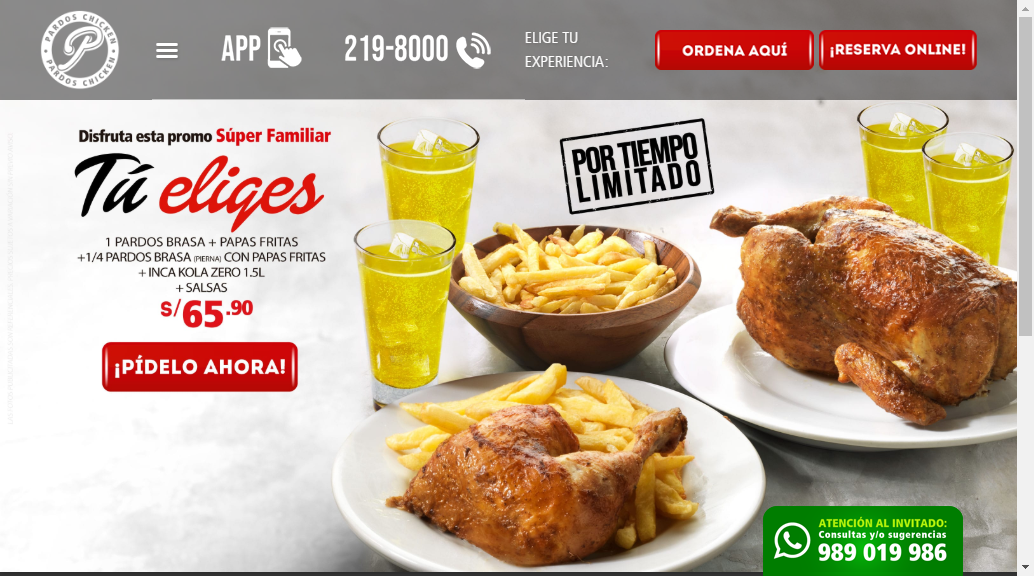 PARDOS CHICKEN
PARDOS CHICKEN
APP
219-8000
ELIGE TU
EXPERIENCIA:
ORDENA AQUÍ
¡RESERVA ONLINE!
Disfruta esta promo Súper Familiar
Tú eliges
1 PARDOS BRASA + PAPAS FRITAS
+1/4 PARDOS BRASA (PIERNA) CON PAPAS FRITAS
+ INCA KOLA ZERO 1.5L
+ SALSAS
S/65.90
¡PÍDELO AHORA!
POR TIEMPO
LIMITADO
ATENCIÓN AL INVITADO:
Consultas y/o sugerencias
989 019 986